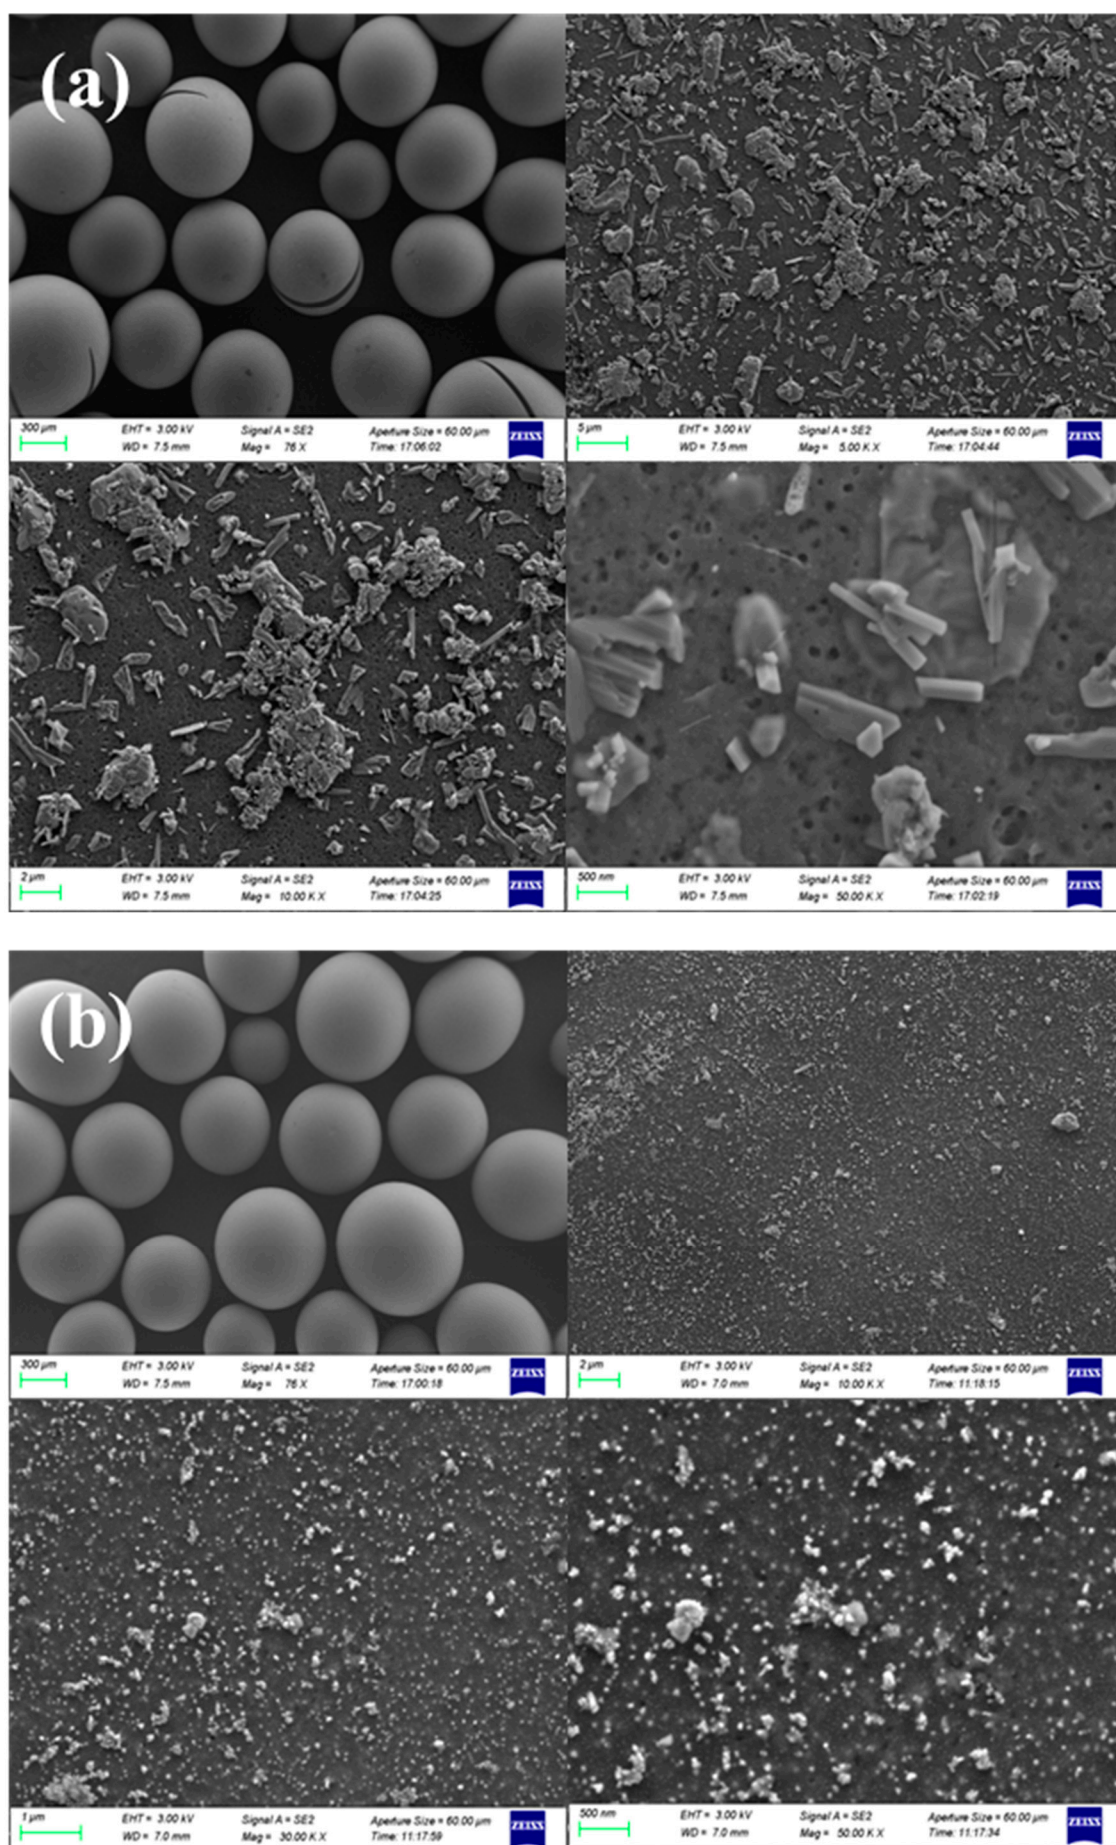 (a)
300 µm EHT = 3.00 kV Signal A = SE2 Aperture Size = 60.00 µm ZEISS
WD = 7.5 mm Mag = 76 X Time: 17:06:02
5 µm EHT = 3.00 kV Signal A = SE2 Aperture Size = 60.00 µm ZEISS
WD = 7.5 mm Mag = 5.00 K X Time: 17:04:44
2 µm EHT = 3.00 kV Signal A = SE2 Aperture Size = 60.00 µm ZEISS
WD = 7.5 mm Mag = 10.00 K X Time: 17:04:25
500 nm EHT = 3.00 kV Signal A = SE2 Aperture Size = 60.00 µm ZEISS
WD = 7.5 mm Mag = 50.00 K X Time: 17:02:19
(b)
300 µm EHT = 3.00 kV Signal A = SE2 Aperture Size = 60.00 µm ZEISS
WD = 7.5 mm Mag = 76 X Time: 17:00:18
2 µm EHT = 3.00 kV Signal A = SE2 Aperture Size = 60.00 µm ZEISS
WD = 7.0 mm Mag = 10.00 K X Time: 11:18:15
1 µm EHT = 3.00 kV Signal A = SE2 Aperture Size = 60.00 µm ZEISS
WD = 7.0 mm Mag = 30.00 K X Time: 11:17:59
500 nm EHT = 3.00 kV Signal A = SE2 Aperture Size = 60.00 µm ZEISS
WD = 7.0 mm Mag = 50.00 K X Time: 11:17:34